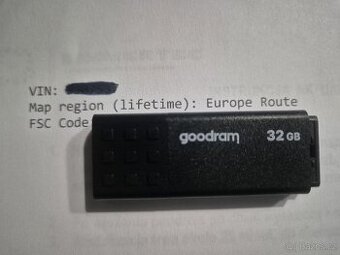 VIN:
Map region (lifetime): Europe Route
FSC Code
goodram
32 GB